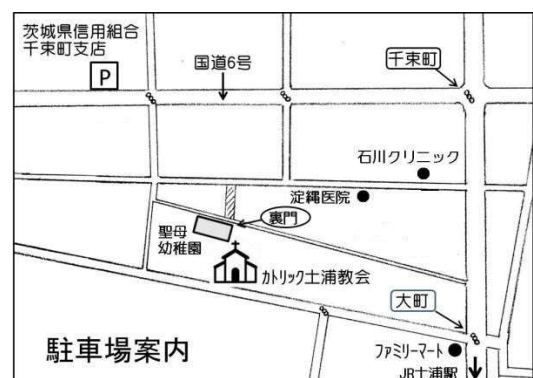 茨城県信用組合
千束町支店
P
国道6号
千束町
石川クリニック
淀縄医院
裏門
聖母
幼稚園
カトリック土浦教会
大町
駐車場案内
ファミリーマート
JR土浦駅